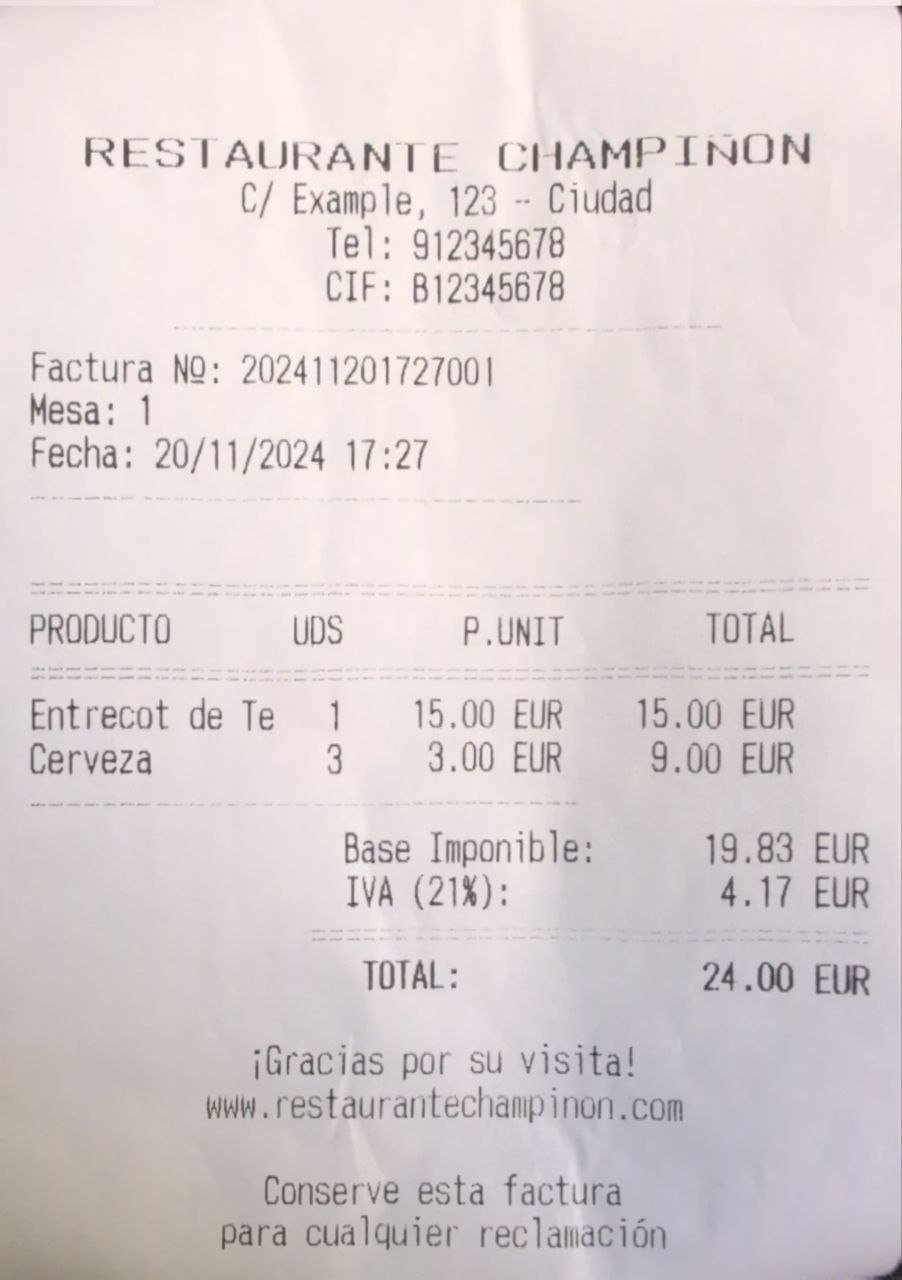 RESTAURANTE CHAMPIÑON
C/ Example, 123 - Ciudad
Tel: 912345678
CIF: B12345678
Factura Nº: 202411201727001
Mesa: 1
Fecha: 20/11/2024 17:27
PRODUCTO UDS P.UNIT TOTAL
Entrecot de Te 1 15.00 EUR 15.00 EUR
Cerveza 3 3.00 EUR 9.00 EUR
Base Imponible: 19.83 EUR
IVA (21%): 4.17 EUR
TOTAL: 24.00 EUR
¡Gracias por su visita!
www.restaurantechampinon.com
Conserve esta factura
para cualquier reclamación